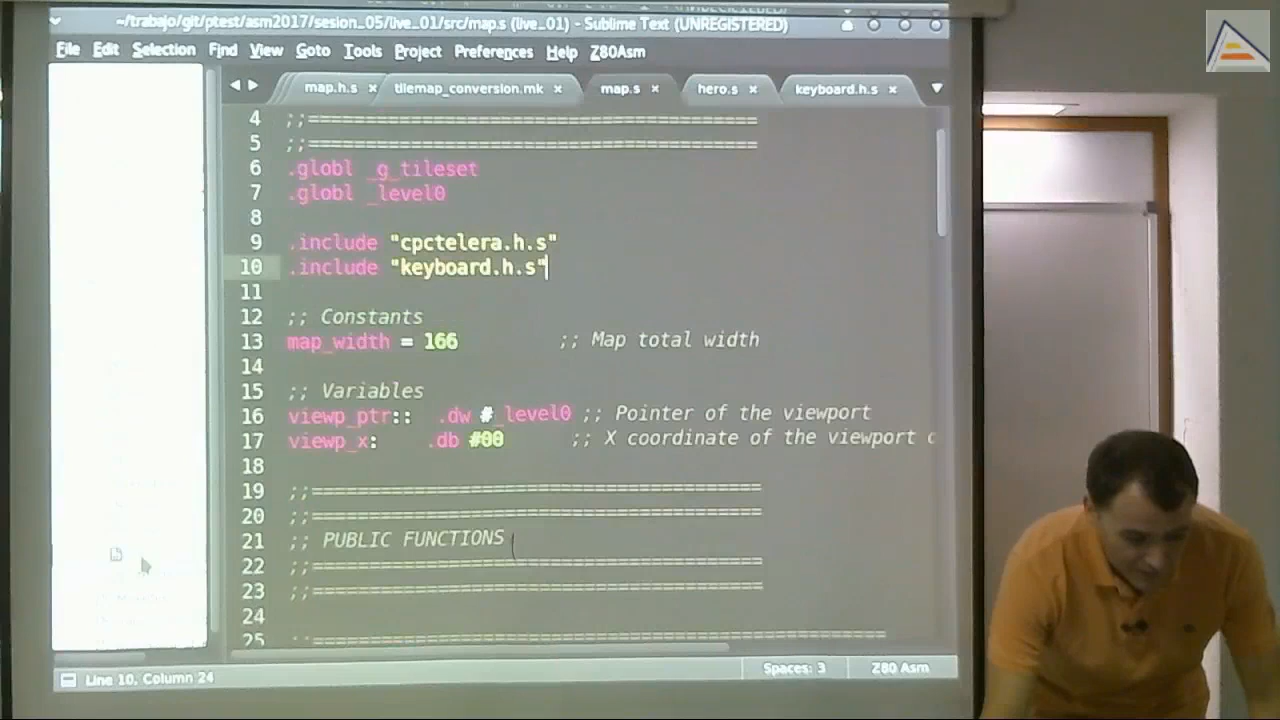 ~/trabajo/git/ptest/asm2017/sesion_05/live_01/src/map.s (live_01) - Sublime Text (UNREGISTERED)
File Edit Selection Find View Goto Tools Project Preferences Help Z80Asm
map.h.s × tilemap_conversion.mk × map.s × hero.s × keyboard.h.s ×
4 ;;======================================
5 ;;======================================
6 .globl _g_tileset
7 .globl _level0
8
9 .include "cpctelera.h.s"
10 .include "keyboard.h.s"
11
12 ;; Constants
13 map_width = 166 ;; Map total width
14
15 ;; Variables
16 viewp_ptr:: .dw #_level0 ;; Pointer of the viewport
17 viewp_x: .db #00 ;; X coordinate of the viewport
18
19 ;;======================================
20 ;;======================================
21 ;; PUBLIC FUNCTIONS
22 ;;======================================
23 ;;======================================
24
25 ;;==================================================
Line 10, Column 24 Spaces: 3 Z80 Asm